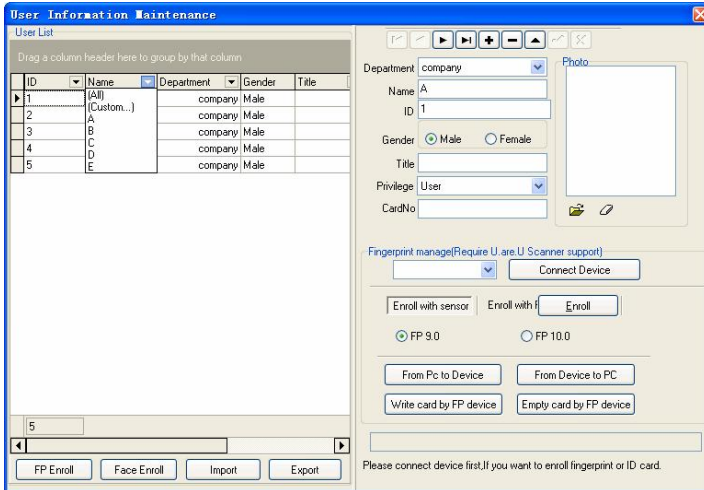 User Information Maintenance
User List
Drag a column header here to group by that column
ID Name Department Gender Title
1 (All) company Male
(Custom...)
2 A company Male
3 B company Male
C
4 D company Male
5 E company Male
5
FP Enroll Face Enroll Import Export
Department company
Name A
ID 1
Gender Male Female
Title
Privilege User
CardNo
Photo
Fingerprint manage(Require U.are.U Scanner support)
Connect Device
Enroll with sensor Enroll with F Enroll
FP 9.0 FP 10.0
From Pc to Device From Device to PC
Write card by FP device Empty card by FP device
Please connect device first,If you want to enroll fingerprint or ID card.